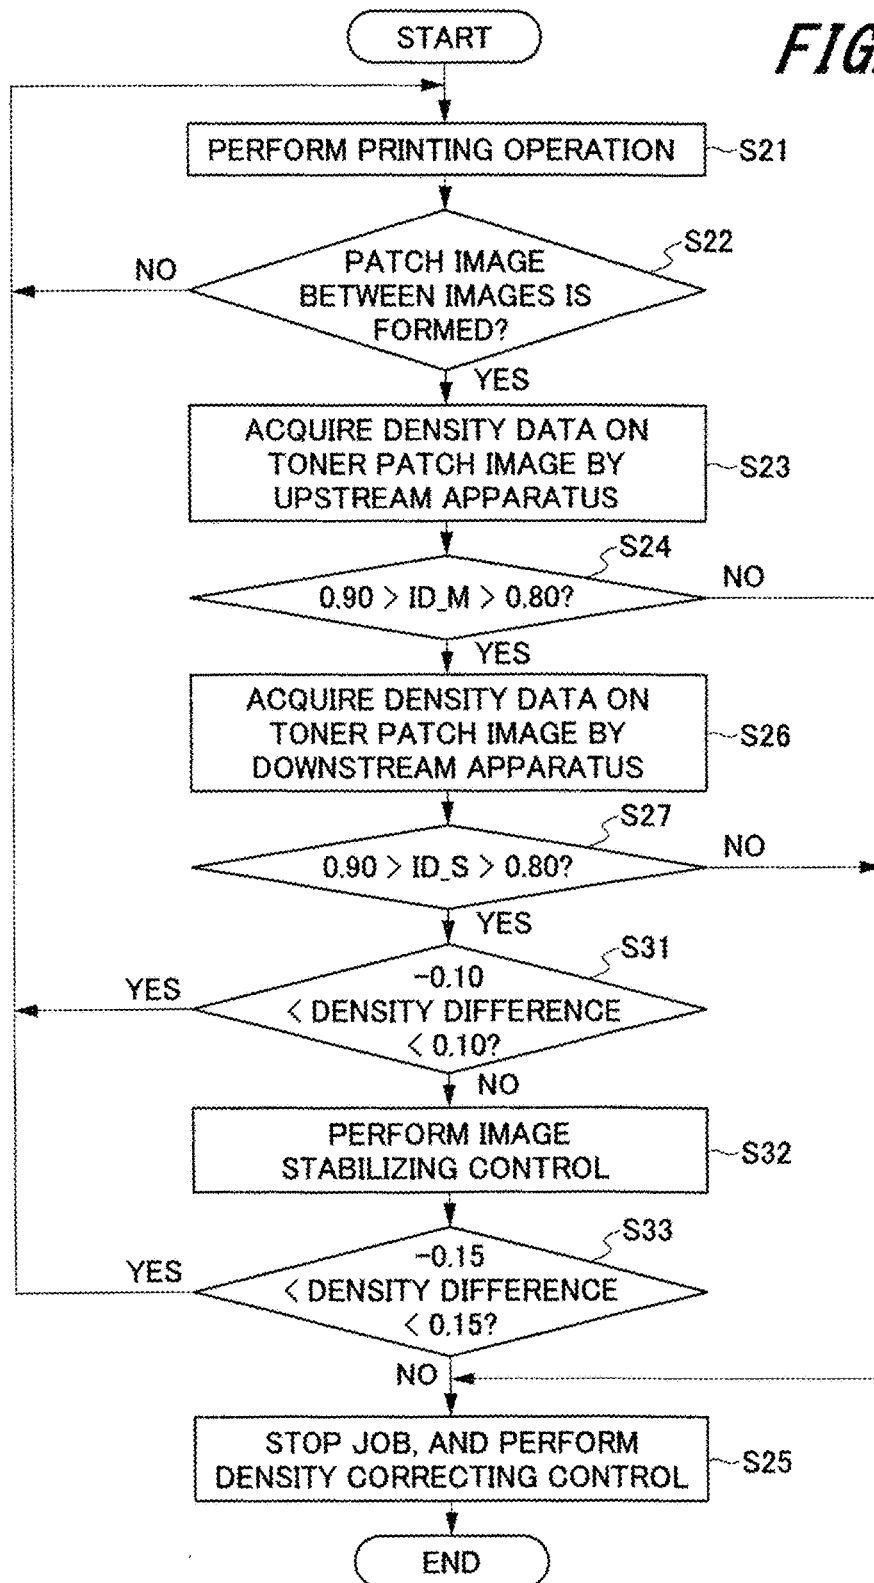 START
FIG.
PERFORM PRINTING OPERATION
S21
S22
PATCH IMAGE
BETWEEN IMAGES IS
FORMED?
NO
YES
ACQUIRE DENSITY DATA ON
TONER PATCH IMAGE BY
UPSTREAM APPARATUS
S23
S24
0.90 > ID_M > 0.80?
NO
YES
ACQUIRE DENSITY DATA ON
TONER PATCH IMAGE BY
DOWNSTREAM APPARATUS
S26
S27
0.90 > ID_S > 0.80?
NO
YES
S31
-0.10
< DENSITY DIFFERENCE
< 0.10?
YES
NO
PERFORM IMAGE
STABILIZING CONTROL
S32
S33
-0.15
< DENSITY DIFFERENCE
< 0.15?
YES
NO
STOP JOB, AND PERFORM
DENSITY CORRECTING CONTROL
S25
END